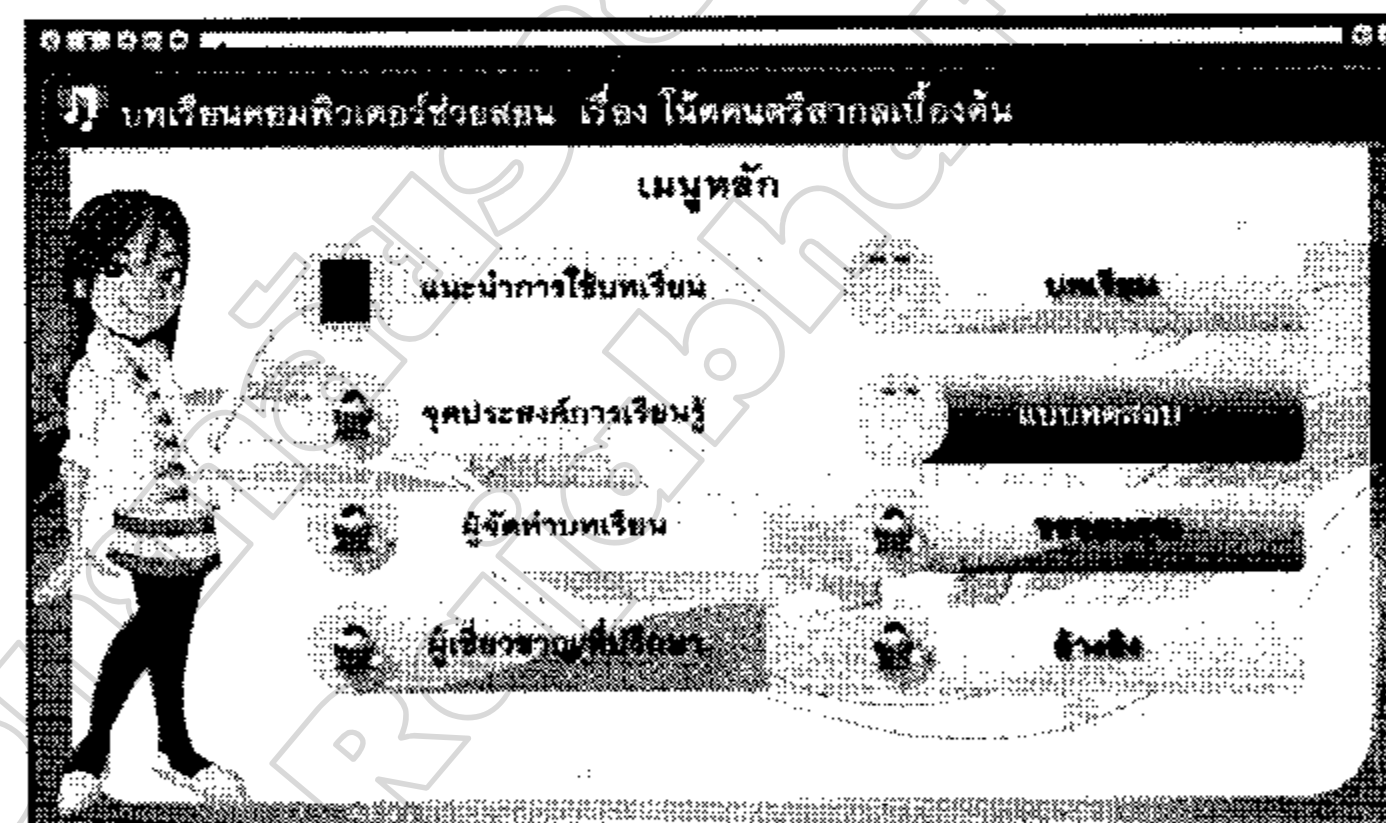 บทเรียนคอมพิวเตอร์ช่วยสอน เรื่อง โน้ตดนตรีสากลเบื้องต้น
เมนูหลัก
แนะนำการใช้บทเรียน
บทเรียน
จุดประสงค์การเรียนรู้
แบบทดสอบ
ผู้จัดทำบทเรียน
ผู้เชี่ยวชาญ/ที่ปรึกษา
อ้างอิง